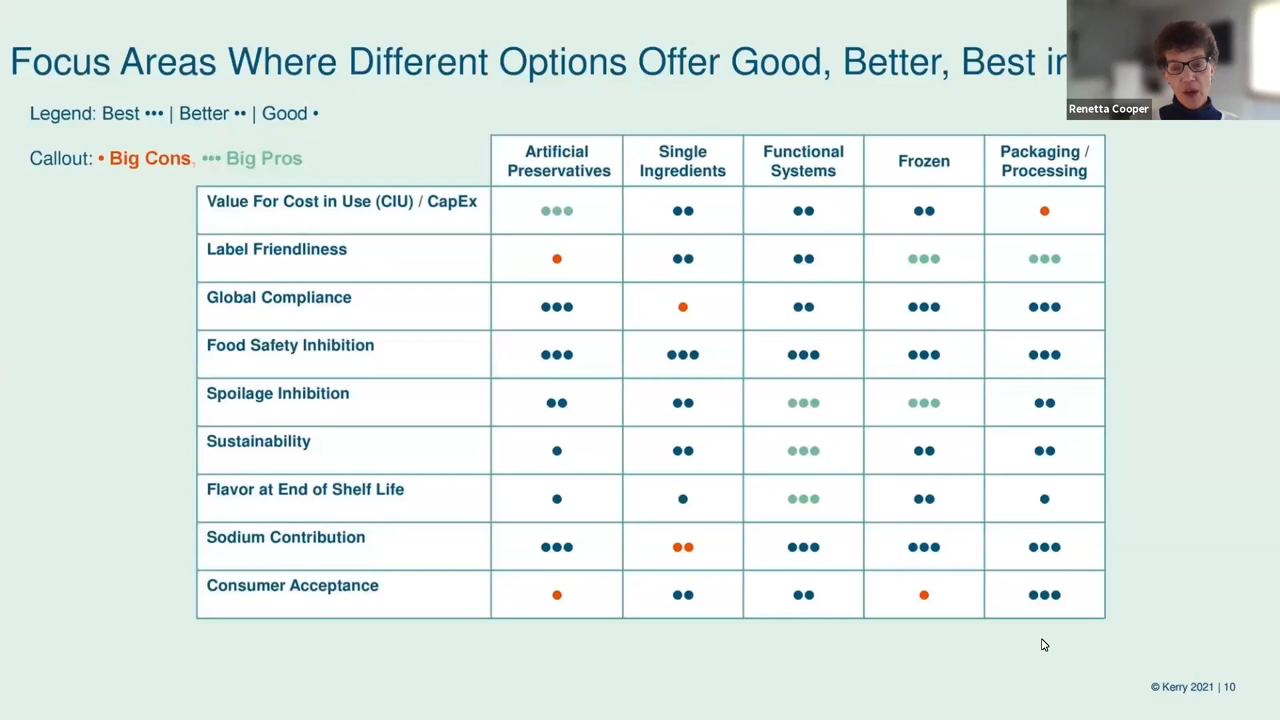 Focus Areas Where Different Options Offer Good, Better, Best in
Renetta Cooper
Legend: Best ••• | Better •• | Good •
Callout: • Big Cons, ••• Big Pros
Artificial Preservatives
Single Ingredients
Functional Systems
Frozen
Packaging / Processing
Value For Cost in Use (CIU) / CapEx ••• •• •• •• •
Label Friendliness • •• •• ••• •••
Global Compliance ••• • •• ••• •••
Food Safety Inhibition ••• ••• ••• ••• •••
Spoilage Inhibition •• •• ••• ••• ••
Sustainability • •• ••• •• ••
Flavor at End of Shelf Life • • ••• •• •
Sodium Contribution ••• •• ••• ••• •••
Consumer Acceptance • •• •• • •••
© Kerry 2021 | 10